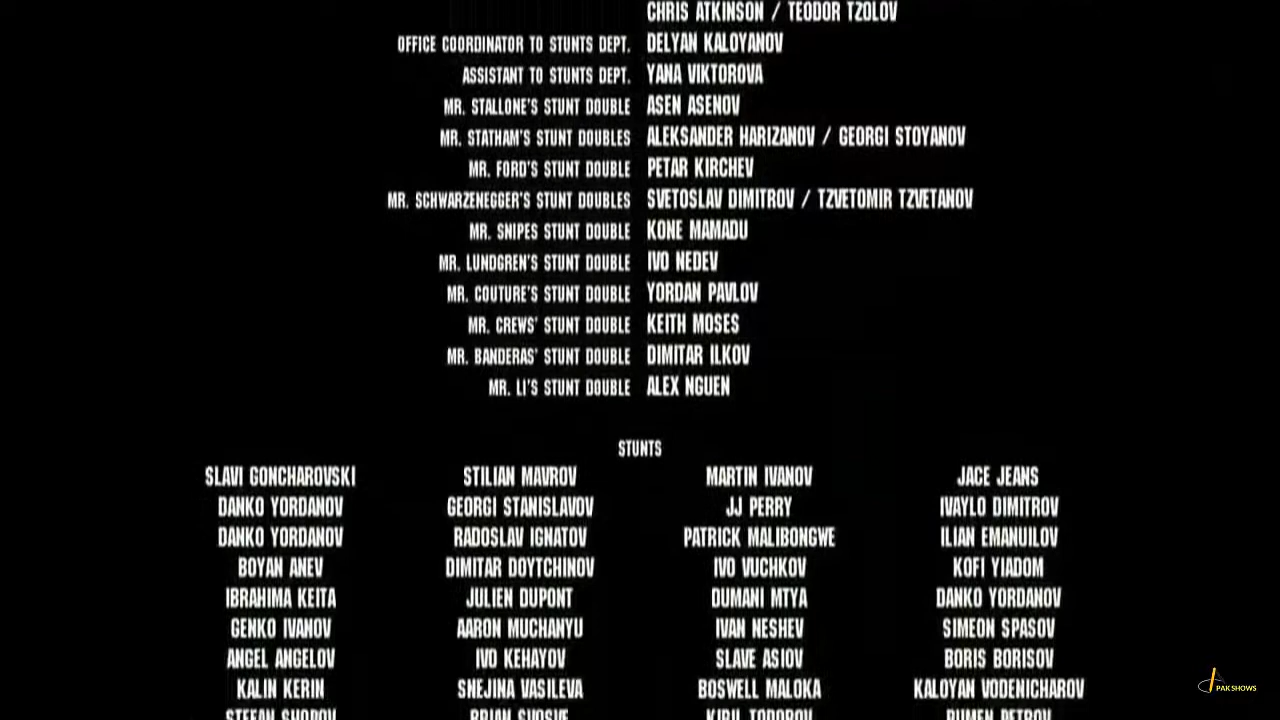 CHRIS ATKINSON / TEODOR TZOLOV
OFFICE COORDINATOR TO STUNTS DEPT. DELYAN KALOYANOV
ASSISTANT TO STUNTS DEPT. YANA VIKTOROVA
MR. STALLONE'S STUNT DOUBLE ASEN ASENOV
MR. STATHAM'S STUNT DOUBLES ALEKSANDER HARIZANOV / GEORGI STOYANOV
MR. FORD'S STUNT DOUBLE PETAR KIRCHEV
MR. SCHWARZENEGGER'S STUNT DOUBLES SVETOSLAV DIMITROV / TZVETOMIR TZVETANOV
MR. SNIPES STUNT DOUBLE KONE MAMADU
MR. LUNDGREN'S STUNT DOUBLE IVO NEDEV
MR. COUTURE'S STUNT DOUBLE YORDAN PAVLOV
MR. CREWS' STUNT DOUBLE KEITH MOSES
MR. BANDERAS' STUNT DOUBLE DIMITAR ILKOV
MR. LI'S STUNT DOUBLE ALEX NGUEN
STUNTS
SLAVI GONCHAROVSKI STILIAN MAVROV MARTIN IVANOV JACE JEANS
DANKO YORDANOV GEORGI STANISLAVOV JJ PERRY IVAYLO DIMITROV
DANKO YORDANOV RADOSLAV IGNATOV PATRICK MALIBONGWE ILIAN EMANUILOV
BOYAN ANEV DIMITAR DOYTCHINOV IVO VUCHKOV KOFI YIADOM
IBRAHIMA KEITA JULIEN DUPONT DUMANI MTYA DANKO YORDANOV
GENKO IVANOV AARON MUCHANYU IVAN NESHEV SIMEON SPASOV
ANGEL ANGELOV IVO KEHAYOV SLAVE ASIOV BORIS BORISOV
KALIN KERIN SNEJINA VASILEVA BOSWELL MALOKA KALOYAN VODENICHAROV
STEFAN SHOPOV BRIAN KIRIL TODOROV RUMEN PETROV
PAK SHOWS